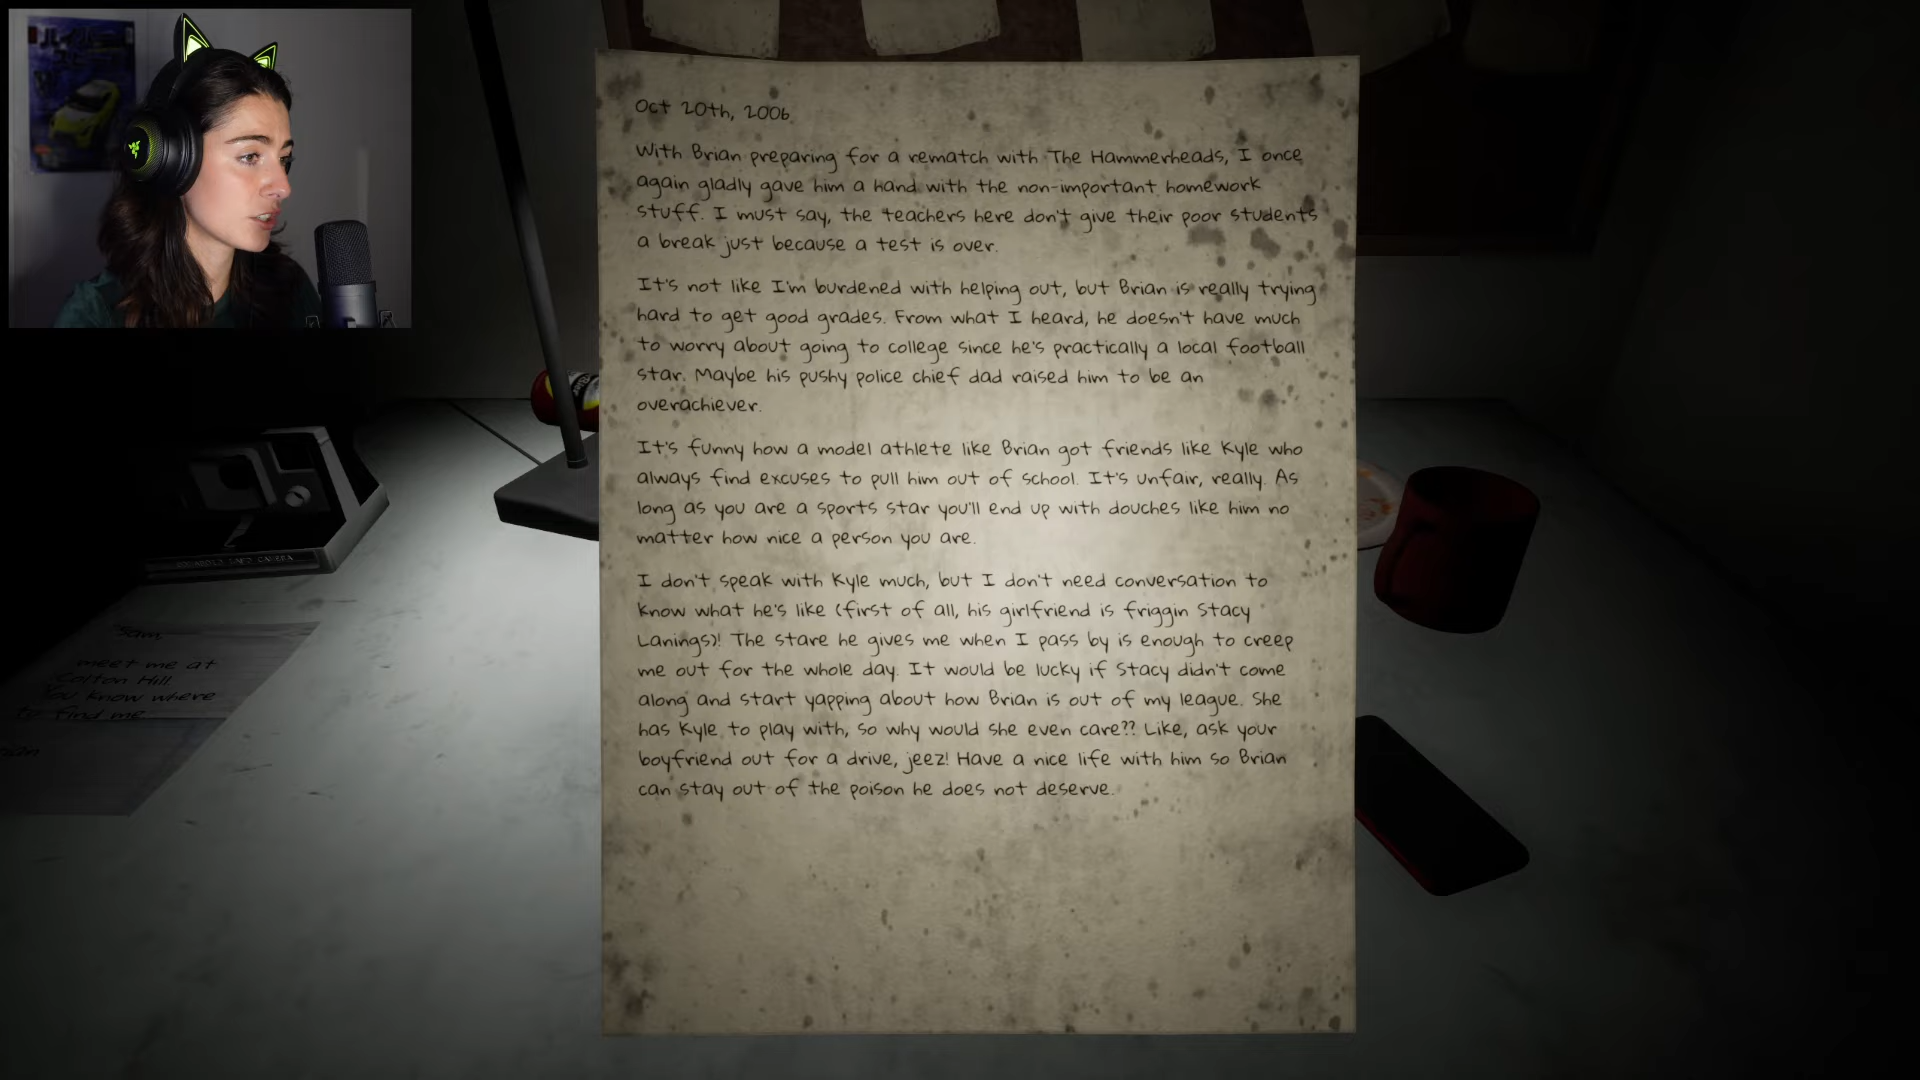 Oct 20th, 2006
With Brian preparing for a rematch with The Hammerheads, I once
again gladly gave him a hand with the non-important homework
stuff. I must say, the teachers here don't give their poor students
a break just because a test is over.
It's not like I'm burdened with helping out, but Brian is really trying
hard to get good grades. From what I heard, he doesn't have much
to worry about going to college since he's practically a local football
star. Maybe his pushy police chief dad raised him to be an
overachiever.
It's funny how a model athlete like Brian got friends like Kyle who
always find excuses to pull him out of school. It's unfair, really. As
long as you are a sports star you'll end up with douches like him no
matter how nice a person you are.
I don't speak with Kyle much, but I don't need conversation to
know what he's like (first of all, his girlfriend is friggin Stacy
Lanings)! The stare he gives me when I pass by is enough to creep
me out for the whole day. It would be lucky if Stacy didn't come
along and start yapping about how Brian is out of my league. She
has Kyle to play with, so why would she even care?? Like, ask your
boyfriend out for a drive, jeez! Have a nice life with him so Brian
can stay out of the poison he does not deserve.
Sam,
meet me at
Colton Hill
You know where
to find me